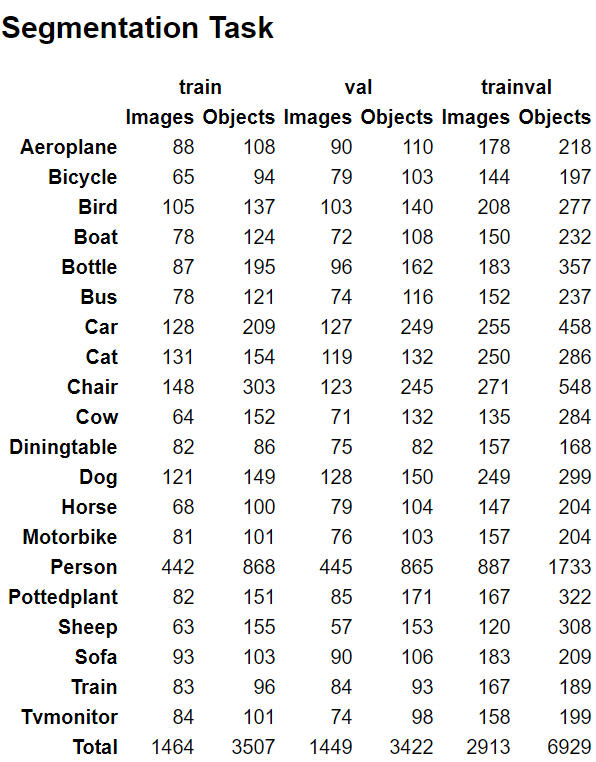 Segmentation Task
train val trainval
Images Objects Images Objects Images Objects
Aeroplane 88 108 90 110 178 218
Bicycle 65 94 79 103 144 197
Bird 105 137 103 140 208 277
Boat 78 124 72 108 150 232
Bottle 87 195 96 162 183 357
Bus 78 121 74 116 152 237
Car 128 209 127 249 255 458
Cat 131 154 119 132 250 286
Chair 148 303 123 245 271 548
Cow 64 152 71 132 135 284
Diningtable 82 86 75 82 157 168
Dog 121 149 128 150 249 299
Horse 68 100 79 104 147 204
Motorbike 81 101 76 103 157 204
Person 442 868 445 865 887 1733
Pottedplant 82 151 85 171 167 322
Sheep 63 155 57 153 120 308
Sofa 93 103 90 106 183 209
Train 83 96 84 93 167 189
Tvmonitor 84 101 74 98 158 199
Total 1464 3507 1449 3422 2913 6929